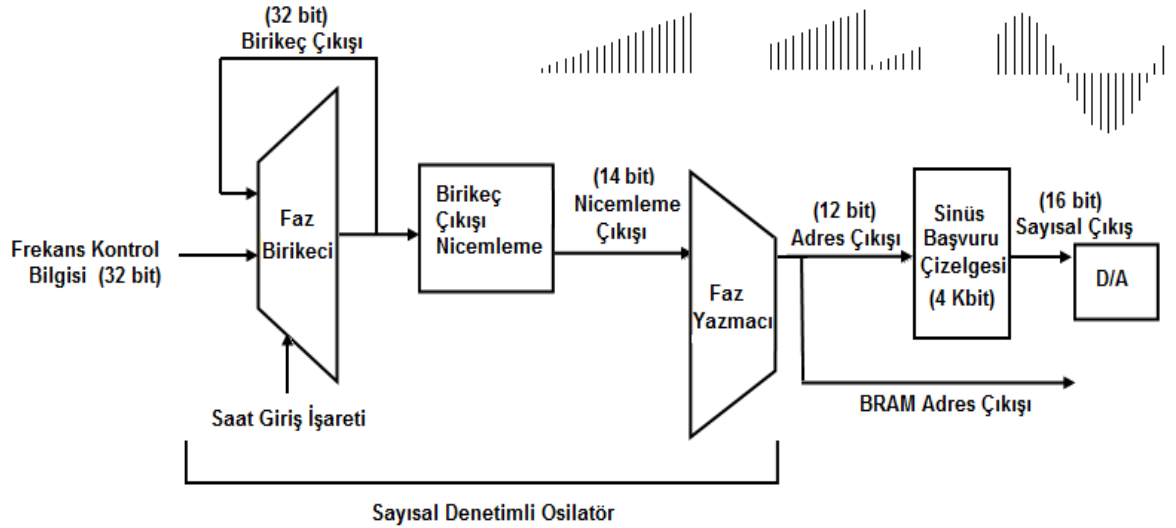 (32 bit)
Birikeç Çıkışı
Faz
Birikeci
Frekans Kontrol
Bilgisi (32 bit)
Saat Giriş İşareti
Birikeç
Çıkışı
Nicemleme
(14 bit)
Nicemleme
Çıkışı
Faz
Yazmacı
(12 bit)
Adres Çıkışı
Sinüs
Başvuru
Çizelgesi
(4 Kbit)
(16 bit)
Sayısal Çıkış
D/A
BRAM Adres Çıkışı
Sayısal Denetimli Osilatör